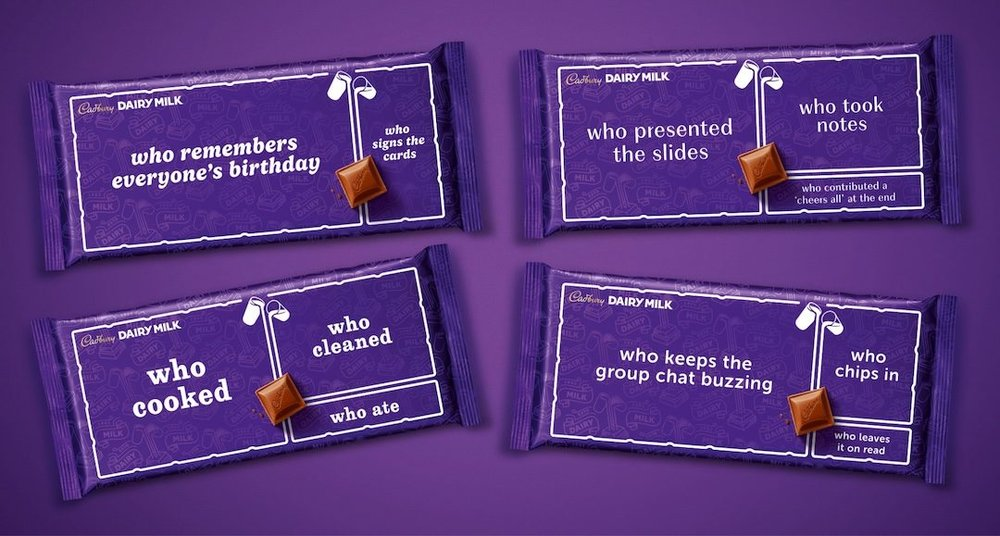 Cadbury DAIRY MILK
who remembers
everyone's birthday
who
signs the
cards
Cadbury DAIRY MILK
who presented
the slides
who took
notes
who contributed a
'cheers all' at the end
Cadbury DAIRY MILK
who
cooked
who
cleaned
who ate
Cadbury DAIRY MILK
who keeps the
group chat buzzing
who
chips in
who leaves
it on read